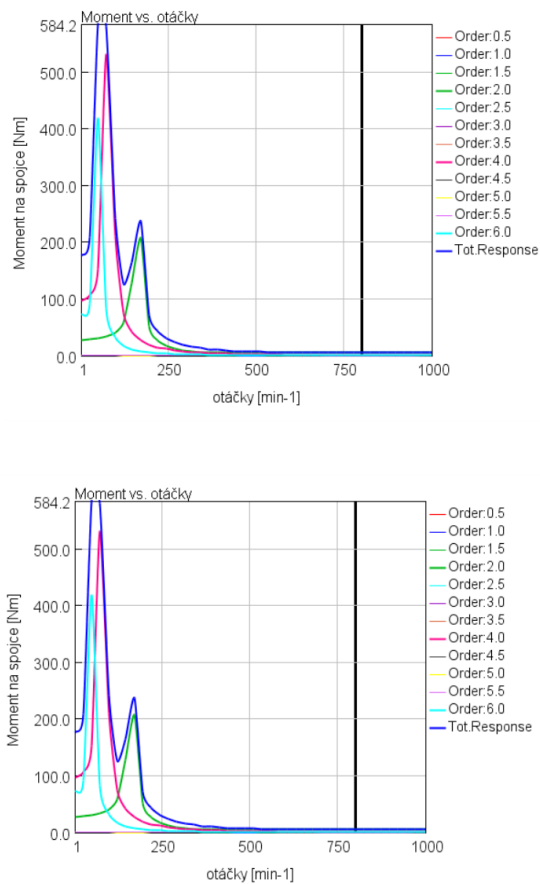 Moment vs. otáčky
584.2
500.0
400.0
300.0
200.0
100.0
0.0
Moment na spojce [Nm]
1 250 500 750 1000
otáčky [min-1]
Order:0.5
Order:1.0
Order:1.5
Order:2.0
Order:2.5
Order:3.0
Order:3.5
Order:4.0
Order:4.5
Order:5.0
Order:5.5
Order:6.0
Tot.Response
Moment vs. otáčky
584.2
500.0
400.0
300.0
200.0
100.0
0.0
Moment na spojce [Nm]
1 250 500 750 1000
otáčky [min-1]
Order:0.5
Order:1.0
Order:1.5
Order:2.0
Order:2.5
Order:3.0
Order:3.5
Order:4.0
Order:4.5
Order:5.0
Order:5.5
Order:6.0
Tot.Response